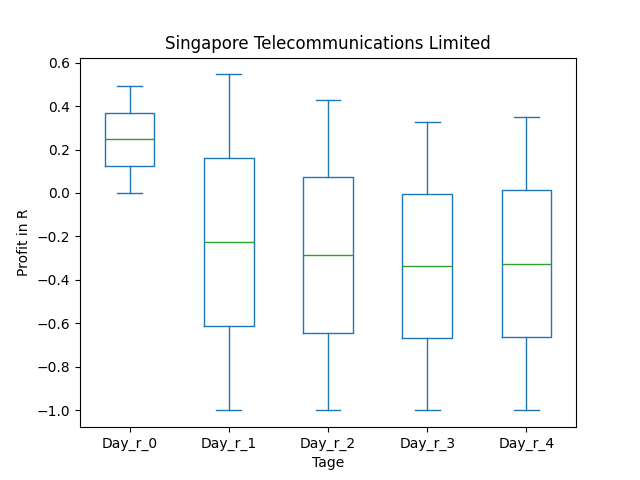 Singapore Telecommunications Limited
0.6
0.4
0.2
0.0
−0.2
−0.4
−0.6
−0.8
−1.0
Profit in R
Day_r_0 Day_r_1 Day_r_2 Day_r_3 Day_r_4
Tage